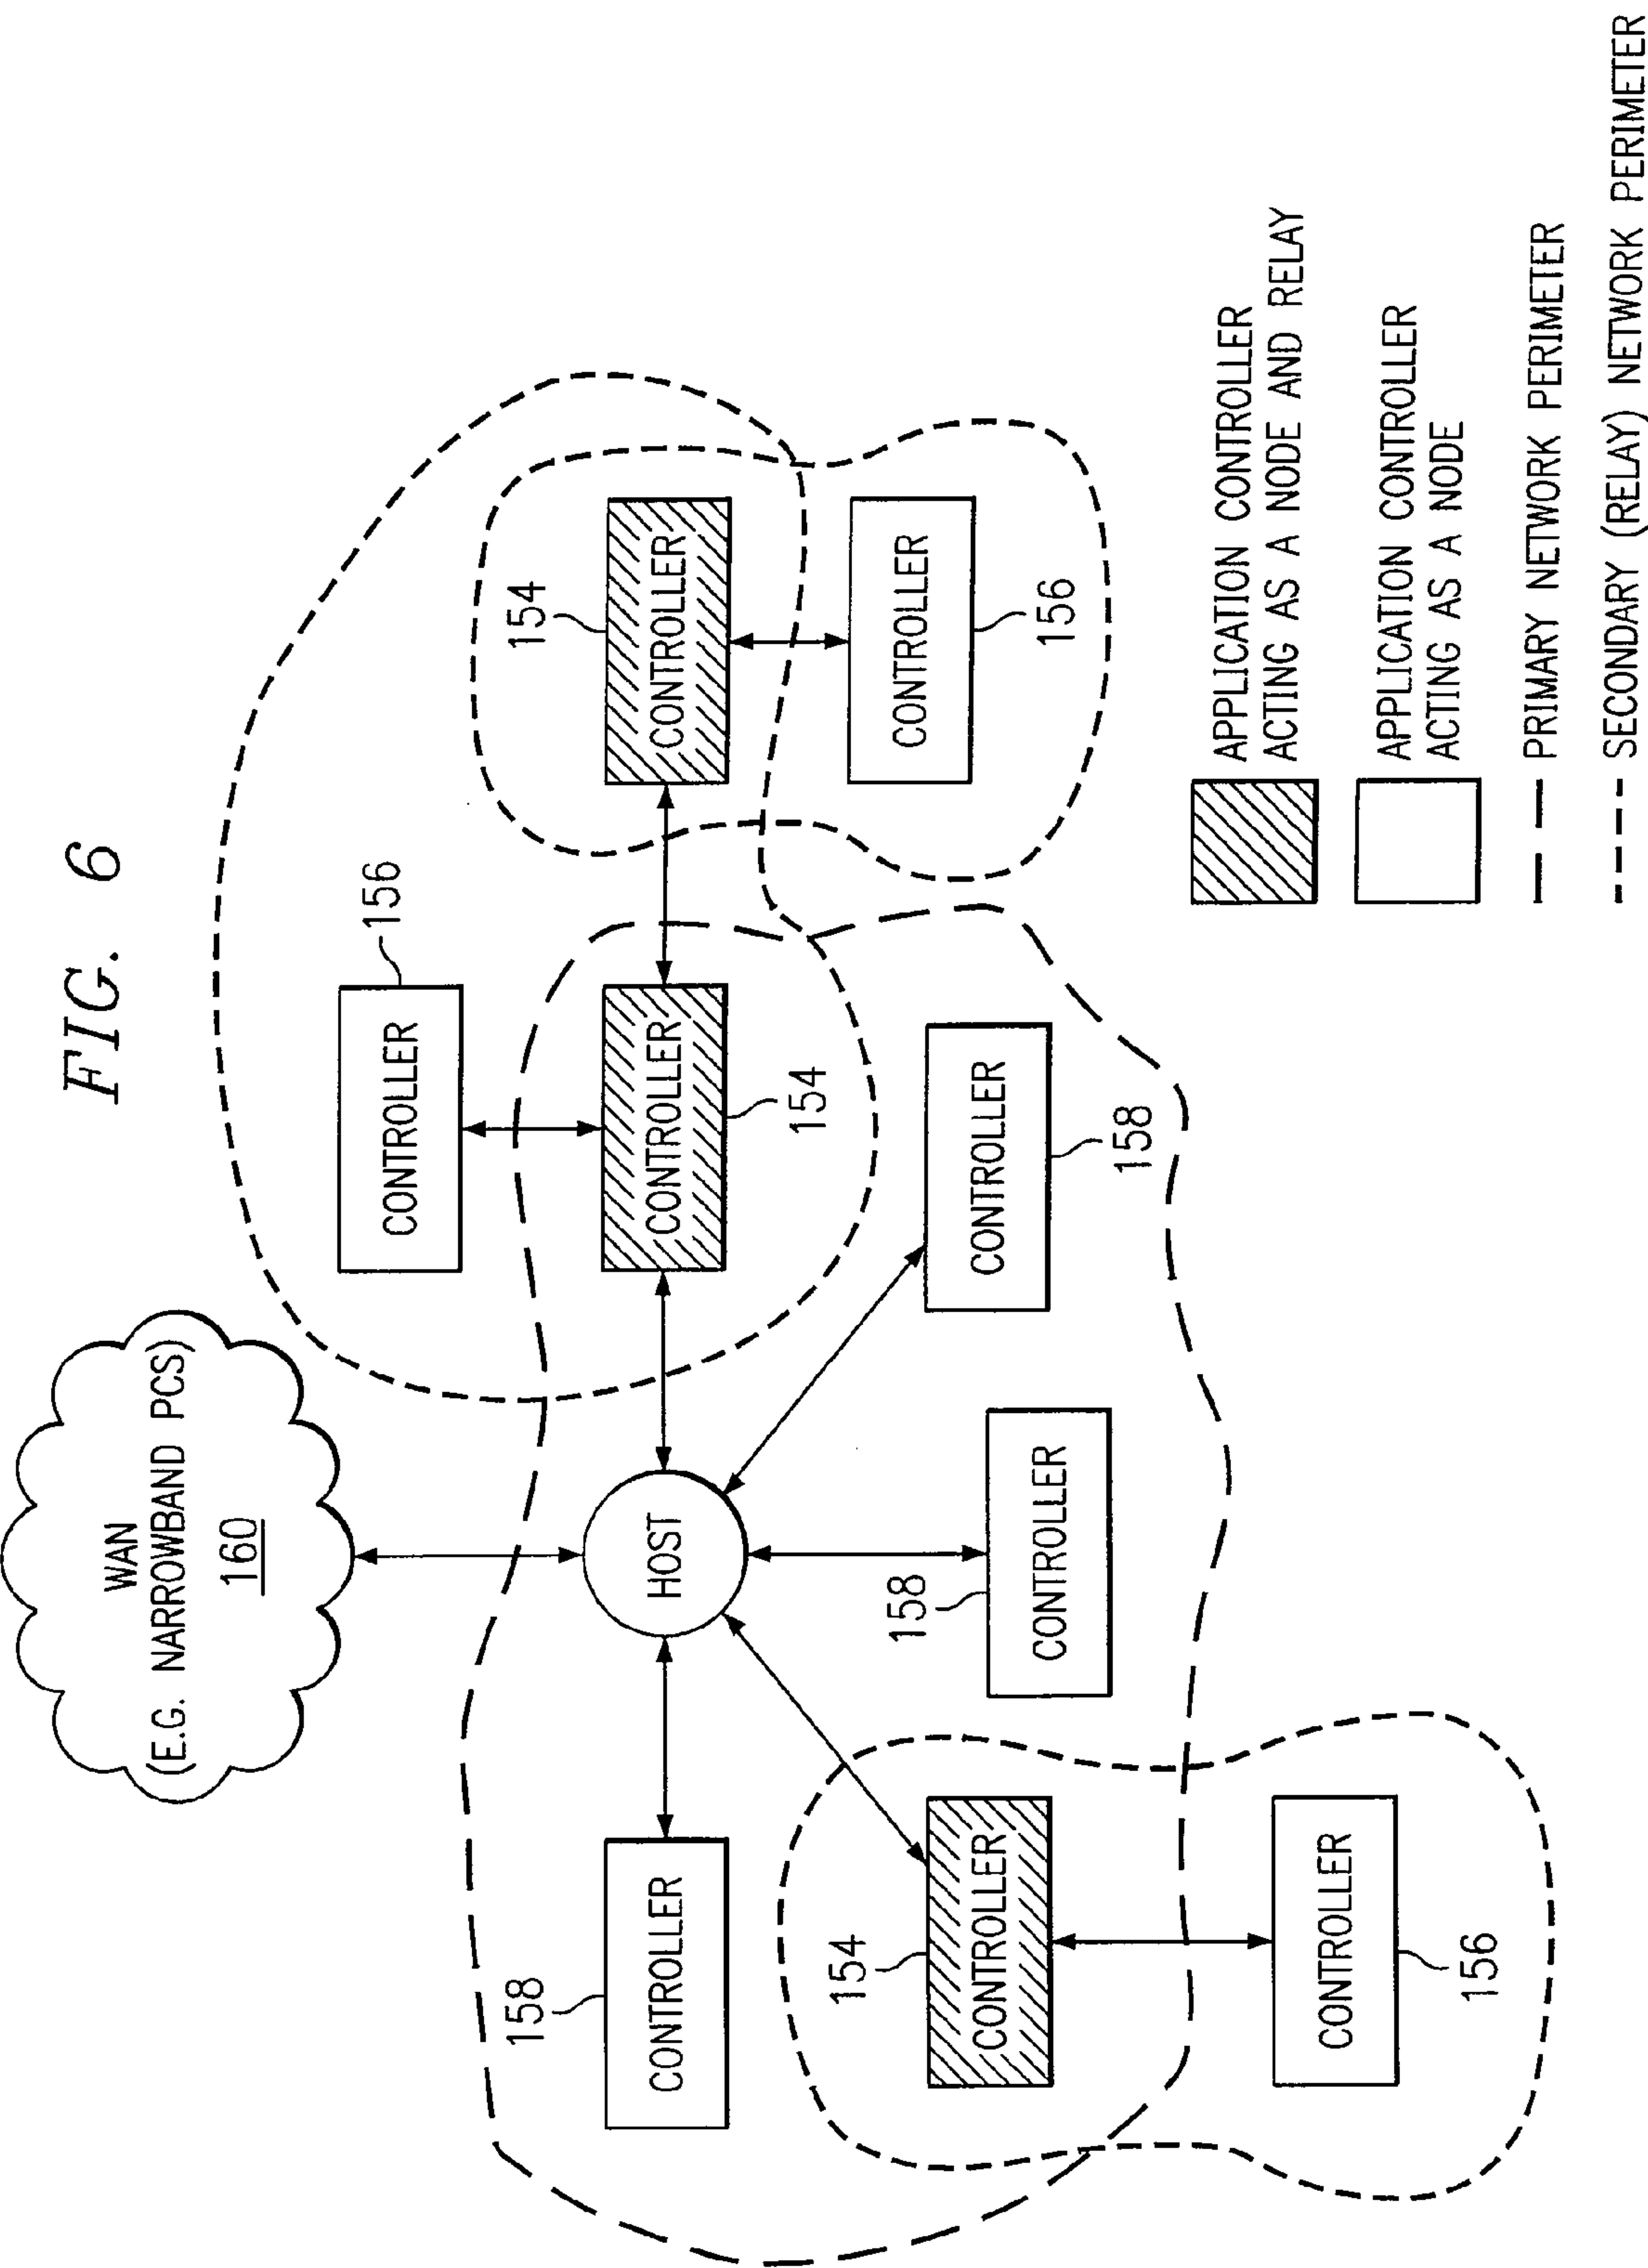 FIG. 6
WAN
(E.G. NARROWBAND PCS)
160
158
CONTROLLER
HOST
CONTROLLER
156
CONTROLLER
154
154
CONTROLLER
154
CONTROLLER
158
CONTROLLER
CONTROLLER
158
CONTROLLER
156
CONTROLLER
156
APPLICATION CONTROLLER
ACTING AS A NODE AND RELAY
APPLICATION CONTROLLER
ACTING AS A NODE
PRIMARY NETWORK PERIMETER
SECONDARY (RELAY) NETWORK PERIMETER